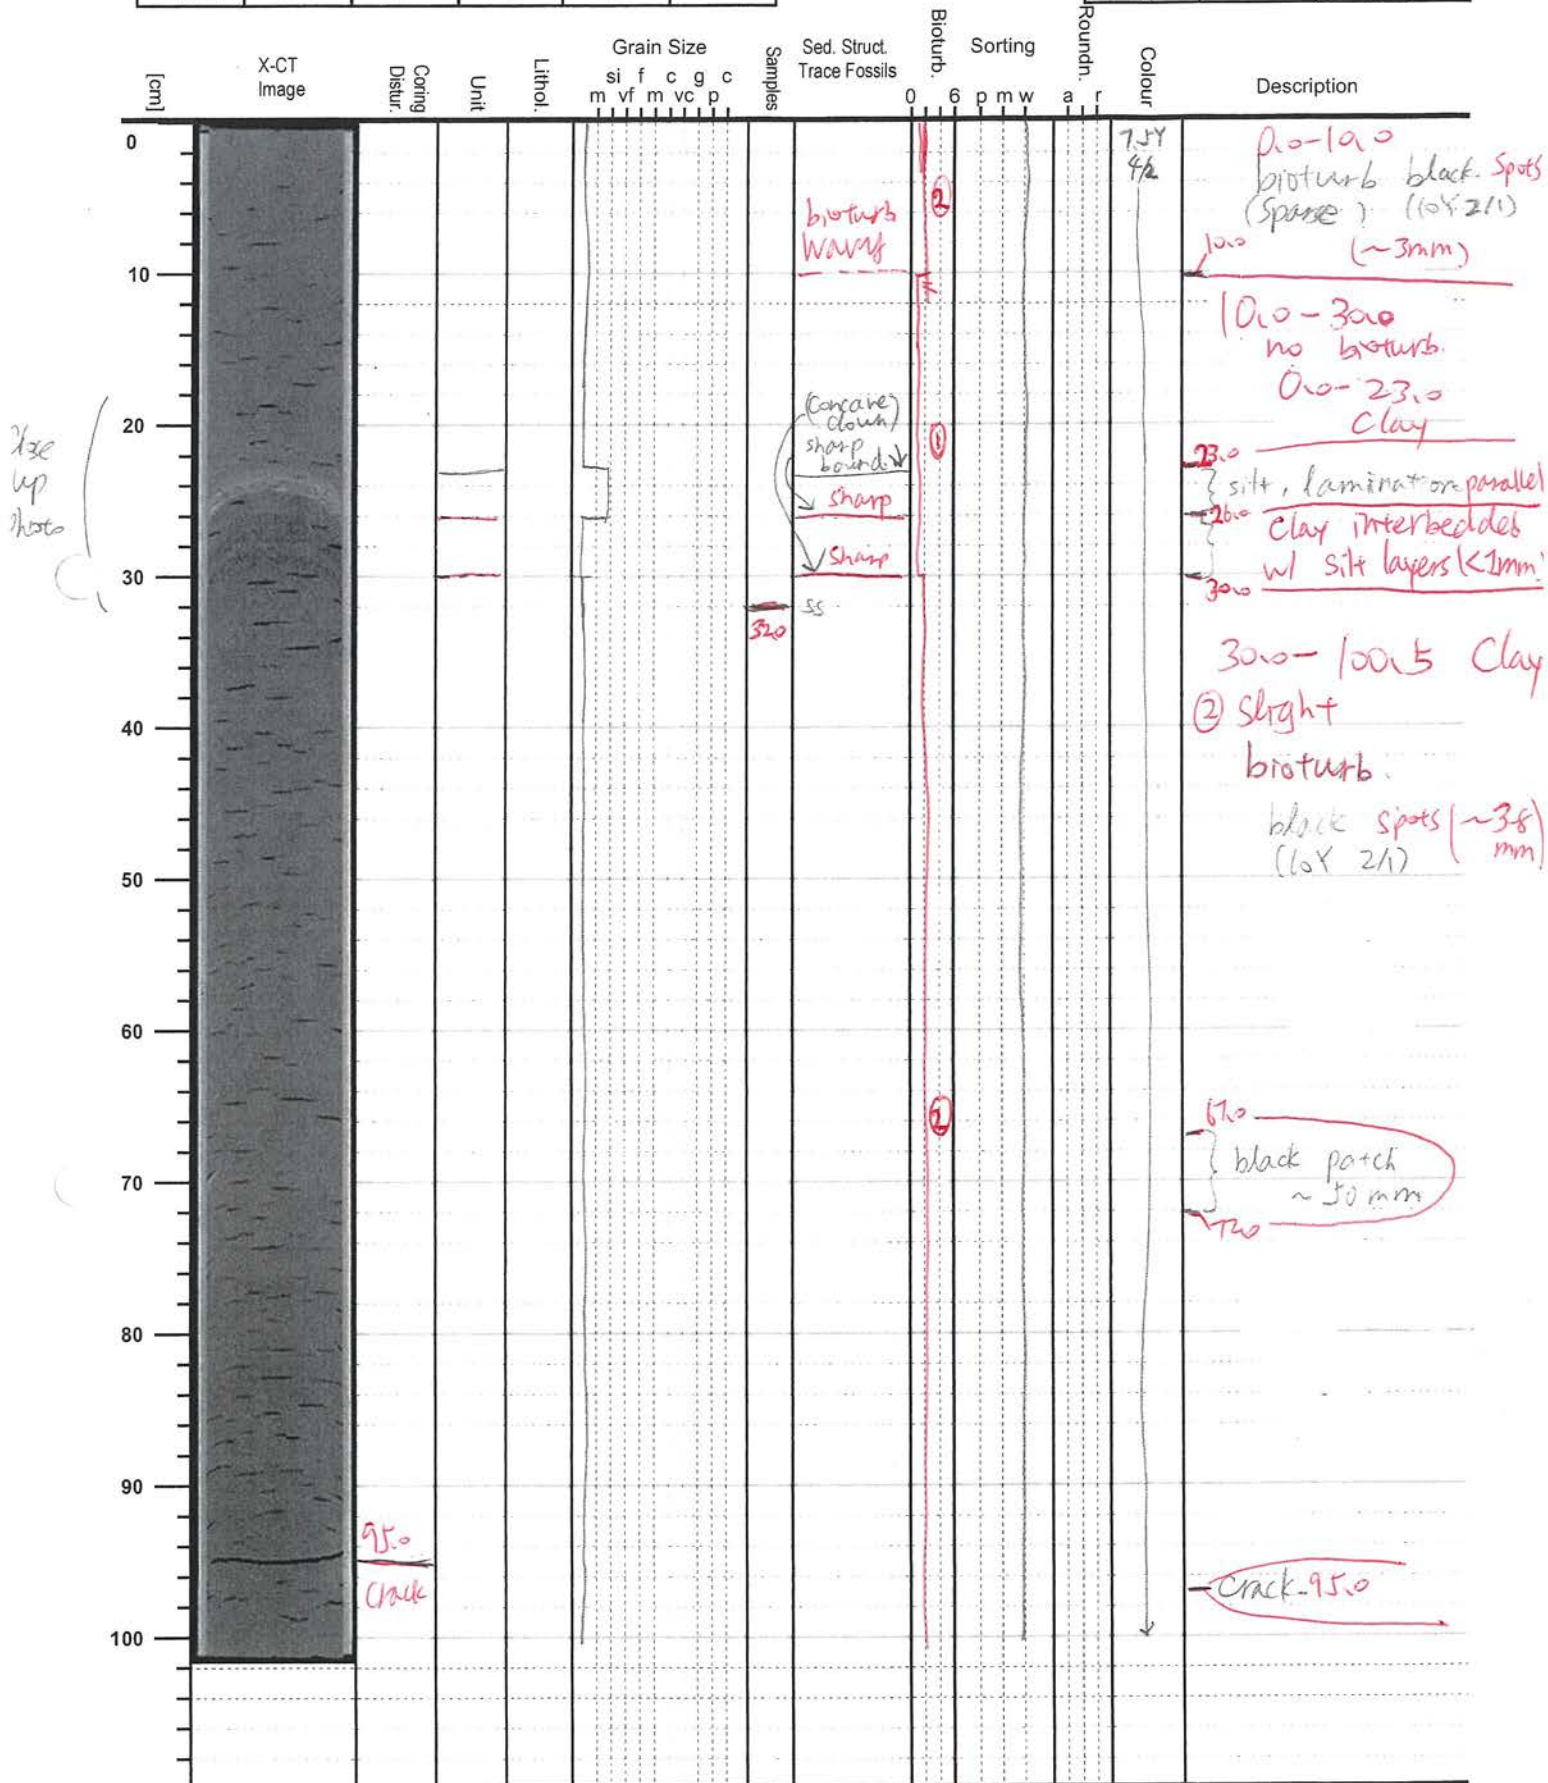 [cm]
X-CT
Image
Coring
Distur.
Unit
Lithol.
Grain Size
si f c g c
m vf m vc p
Samples
Sed. Struct.
Trace Fossils
Bioturb.
0 6
Sorting
p m w
Roundn.
a r
Colour
Description
0
10
20
30
40
50
60
70
80
90
100
up
95.0
Crack
32.0
ss
bioturb
wavy
(concave)
down
sharp
bound.
sharp
sharp
2
1
2
7.5Y
4/2
0.0-10.0
bioturb black spots
(Sparse) (10Y 2/1)
(~3mm)
10.0
10.0-30.0
no bioturb.
0.0-23.0
Clay
23.0
silt, lamination parallel
26.0
Clay interbedded
w/ silt layers (<1mm)
30.0
30.0-100.5 Clay
② Slight
bioturb.
black spots (~3-8
(10Y 2/1) mm)
67.0
black patch
~50mm
72.0
Crack-95.0